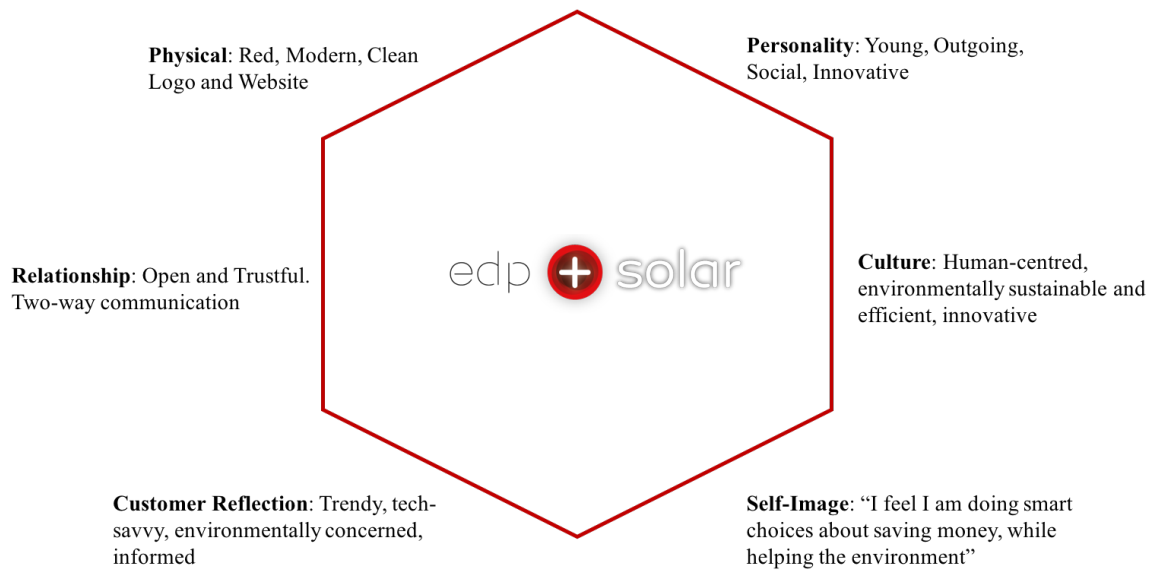 Physical: Red, Modern, Clean
Logo and Website
Personality: Young, Outgoing,
Social, Innovative
Relationship: Open and Trustful.
Two-way communication
edp + solar
Culture: Human-centred,
environmentally sustainable and
efficient, innovative
Customer Reflection: Trendy, tech-
savvy, environmentally concerned,
informed
Self-Image: “I feel I am doing smart
choices about saving money, while
helping the environment”